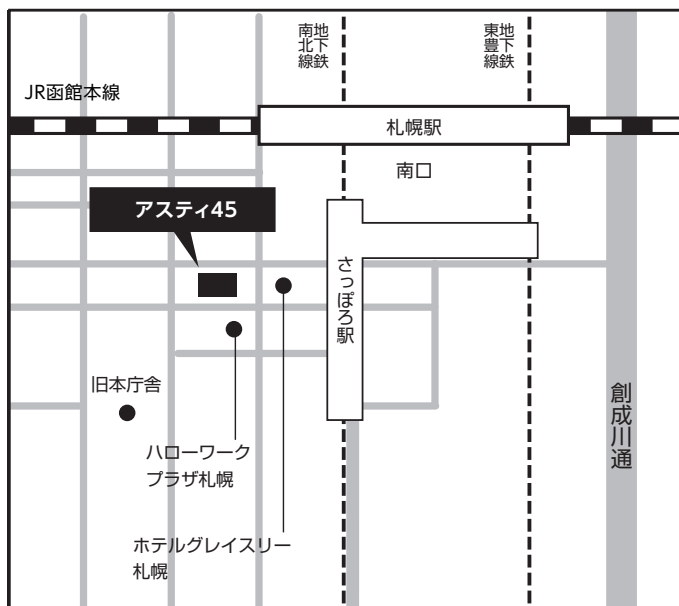 地下鉄
南北線
地下鉄
東豊線
JR函館本線
札幌駅
南口
アスティ45
さっぽろ駅
旧本庁舎
創成川通
ハローワーク
プラザ札幌
ホテルグレイスリー
札幌